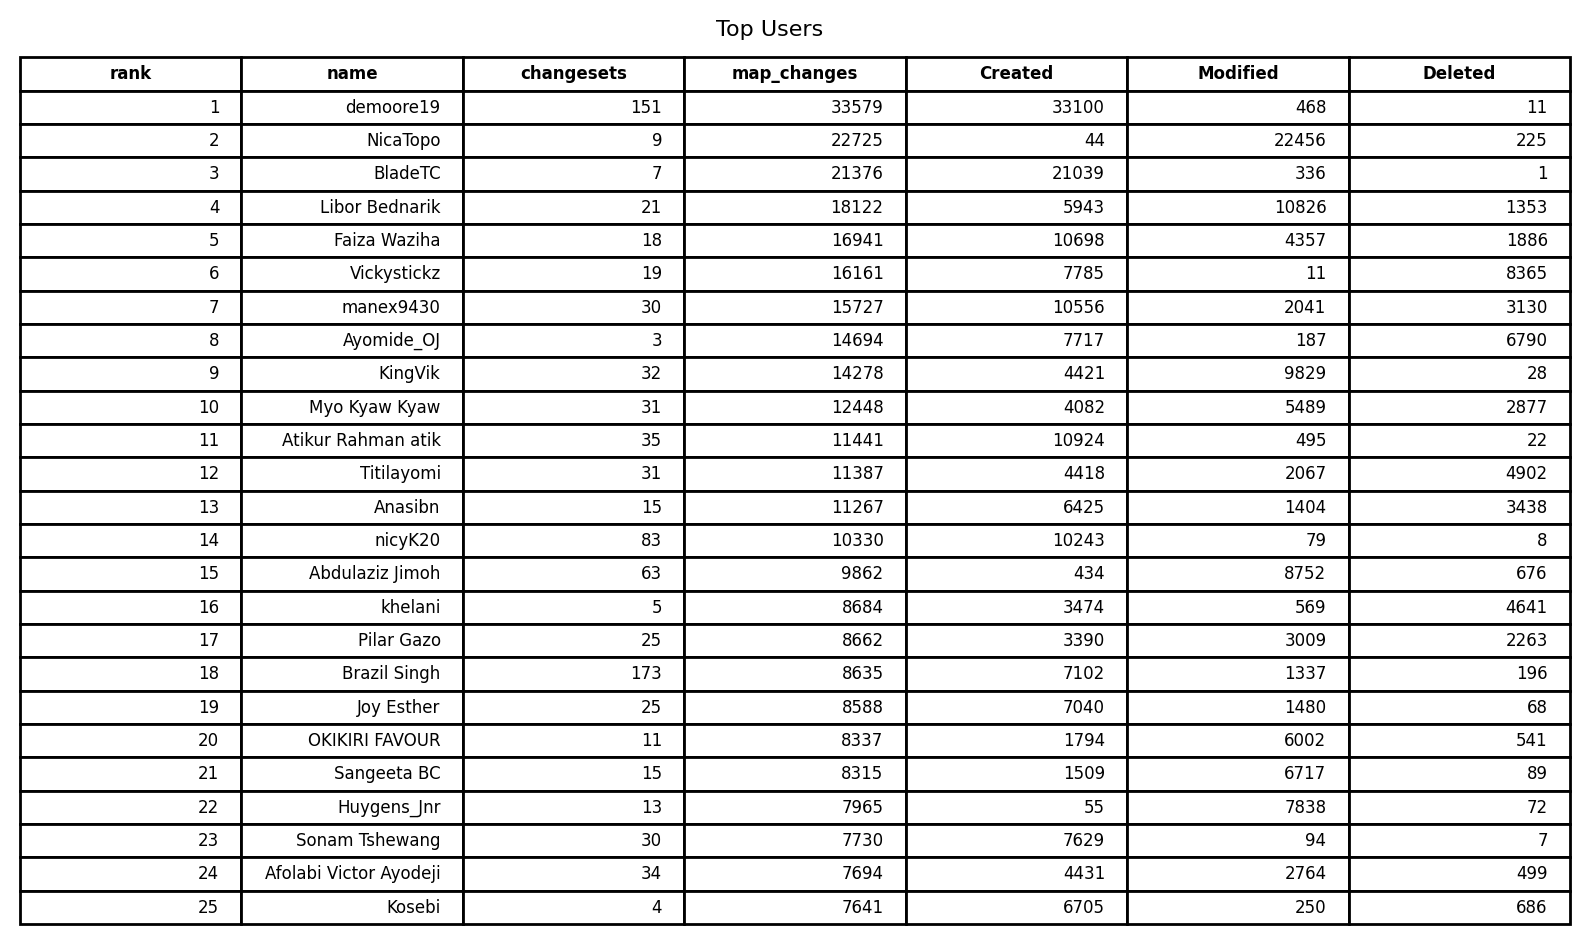 Top Users
rank name changesets map_changes Created Modified Deleted
1 demoore19 151 33579 33100 468 11
2 NicaTopo 9 22725 44 22456 225
3 BladeTC 7 21376 21039 336 1
4 Libor Bednarik 21 18122 5943 10826 1353
5 Faiza Waziha 18 16941 10698 4357 1886
6 Vickystickz 19 16161 7785 11 8365
7 manex9430 30 15727 10556 2041 3130
8 Ayomide_OJ 3 14694 7717 187 6790
9 KingVik 32 14278 4421 9829 28
10 Myo Kyaw Kyaw 31 12448 4082 5489 2877
11 Atikur Rahman atik 35 11441 10924 495 22
12 Titilayomi 31 11387 4418 2067 4902
13 Anasibn 15 11267 6425 1404 3438
14 nicyK20 83 10330 10243 79 8
15 Abdulaziz Jimoh 63 9862 434 8752 676
16 khelani 5 8684 3474 569 4641
17 Pilar Gazo 25 8662 3390 3009 2263
18 Brazil Singh 173 8635 7102 1337 196
19 Joy Esther 25 8588 7040 1480 68
20 OKIKIRI FAVOUR 11 8337 1794 6002 541
21 Sangeeta BC 15 8315 1509 6717 89
22 Huygens_Jnr 13 7965 55 7838 72
23 Sonam Tshewang 30 7730 7629 94 7
24 Afolabi Victor Ayodeji 34 7694 4431 2764 499
25 Kosebi 4 7641 6705 250 686